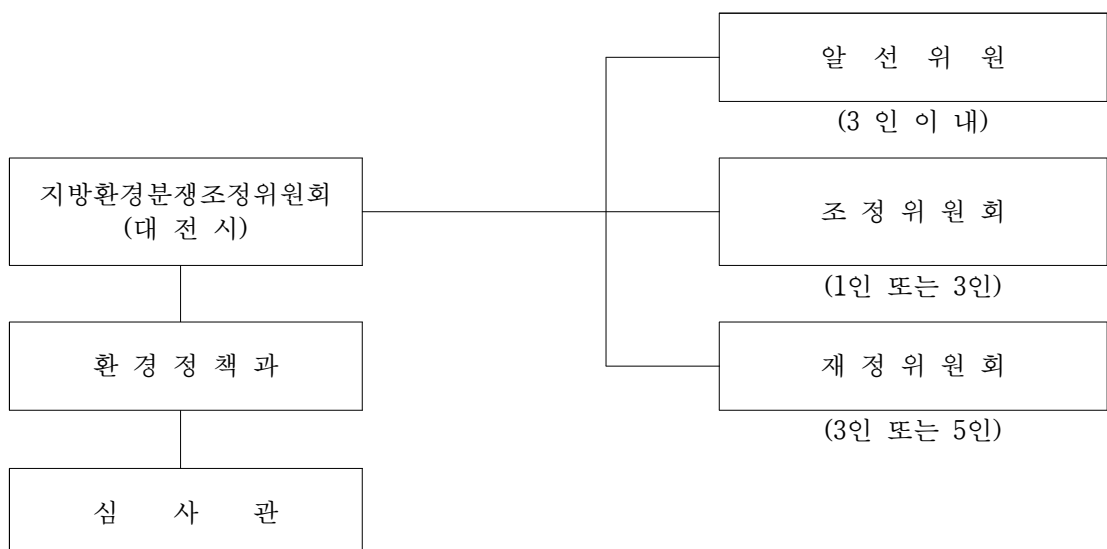 알 선 위 원
(3 인 이 내)
지방환경분쟁조정위원회
(대 전 시)
조 정 위 원 회
(1인 또는 3인)
환 경 정 책 과
재 정 위 원 회
(3인 또는 5인)
심 사 관